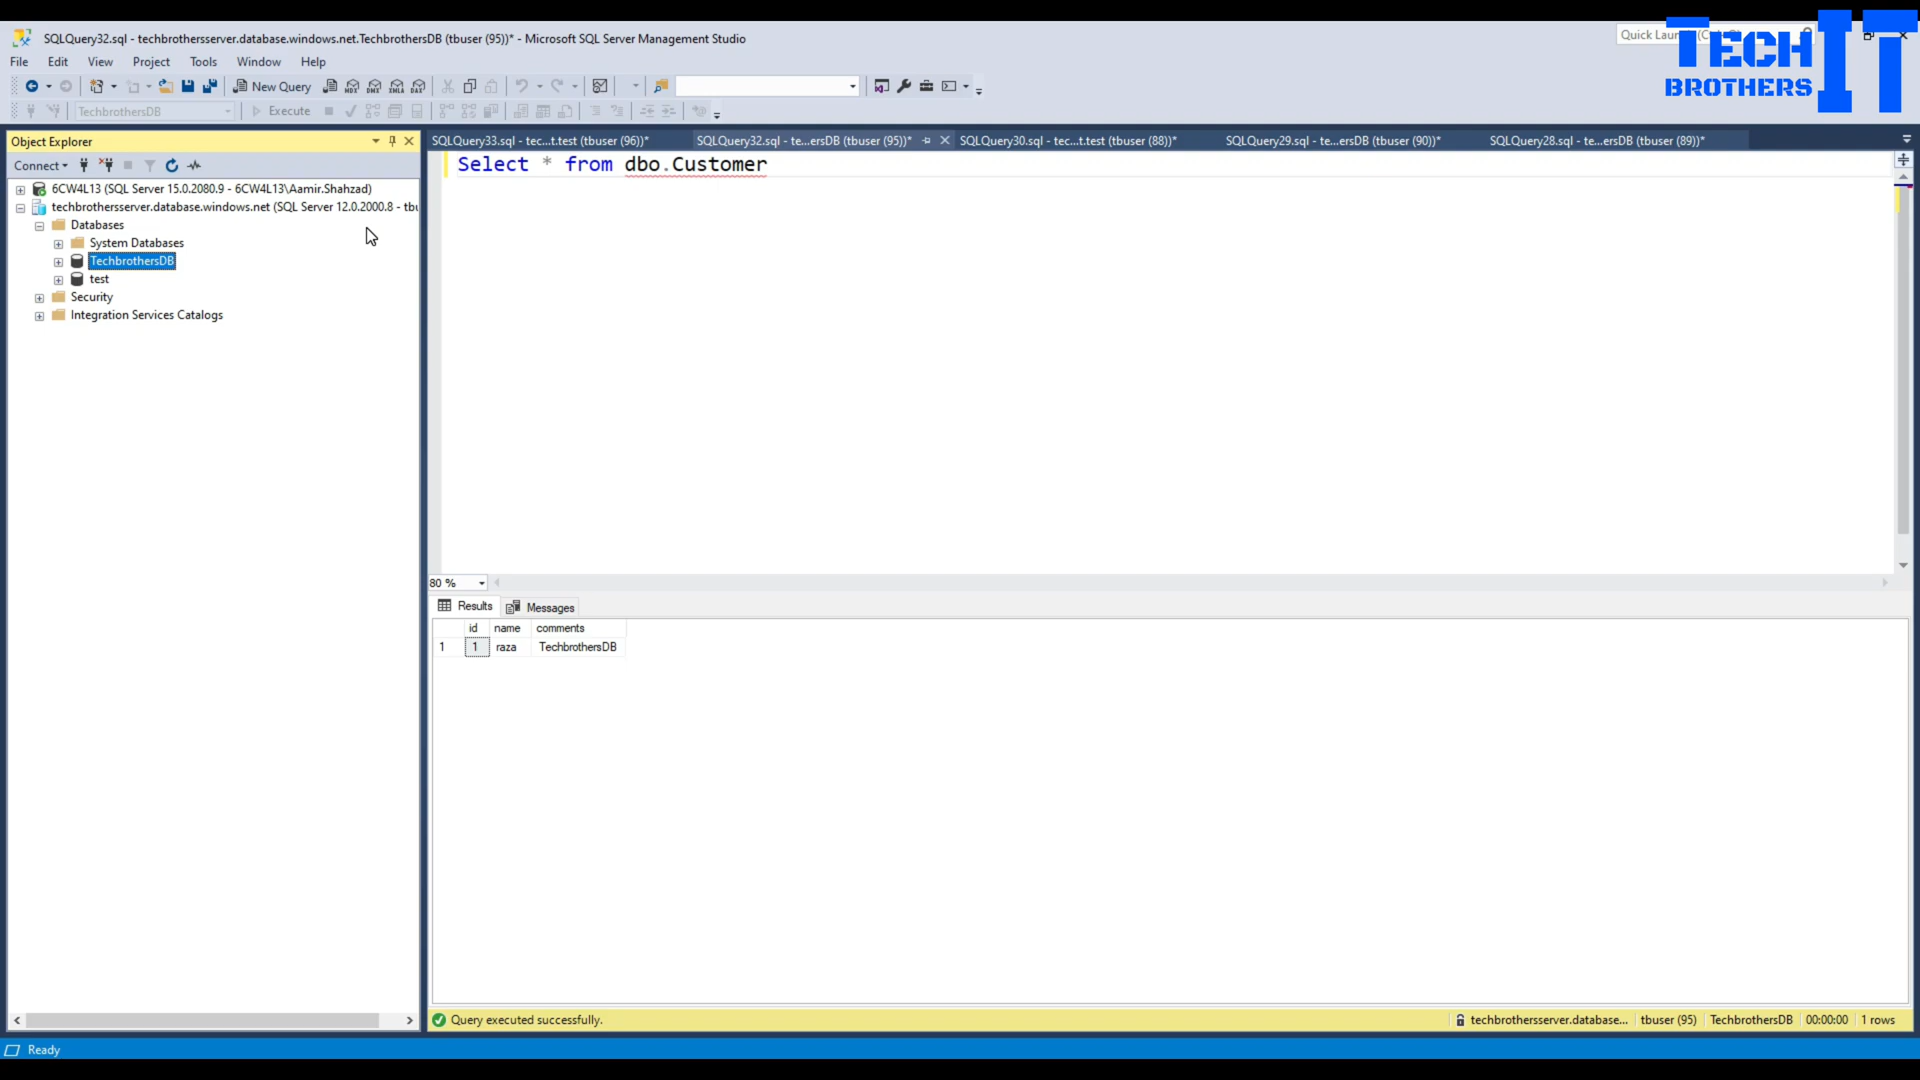 SQLQuery32.sql - techbrothersserver.database.windows.net.TechbrothersDB (tbuser (95))* - Microsoft SQL Server Management Studio
TECH IT
BROTHERS
File Edit View Project Tools Window Help
New Query
TechbrothersDB Execute
Object Explorer
SQLQuery33.sql - tec...t.test (tbuser (96))* SQLQuery32.sql - te...ersDB (tbuser (95))* SQLQuery30.sql - tec...t.test (tbuser (88))* SQLQuery29.sql - te...ersDB (tbuser (90))* SQLQuery28.sql - te...ersDB (tbuser (89))*
Connect
Select * from dbo.Customer
6CW4L13 (SQL Server 15.0.2080.9 - 6CW4L13\Aamir.Shahzad)
techbrothersserver.database.windows.net (SQL Server 12.0.2000.8 - tbu
Databases
System Databases
TechbrothersDB
test
Security
Integration Services Catalogs
80 %
Results Messages
id name comments
1 1 raza TechbrothersDB
Query executed successfully. techbrothersserver.database... tbuser (95) TechbrothersDB 00:00:00 1 rows
Ready